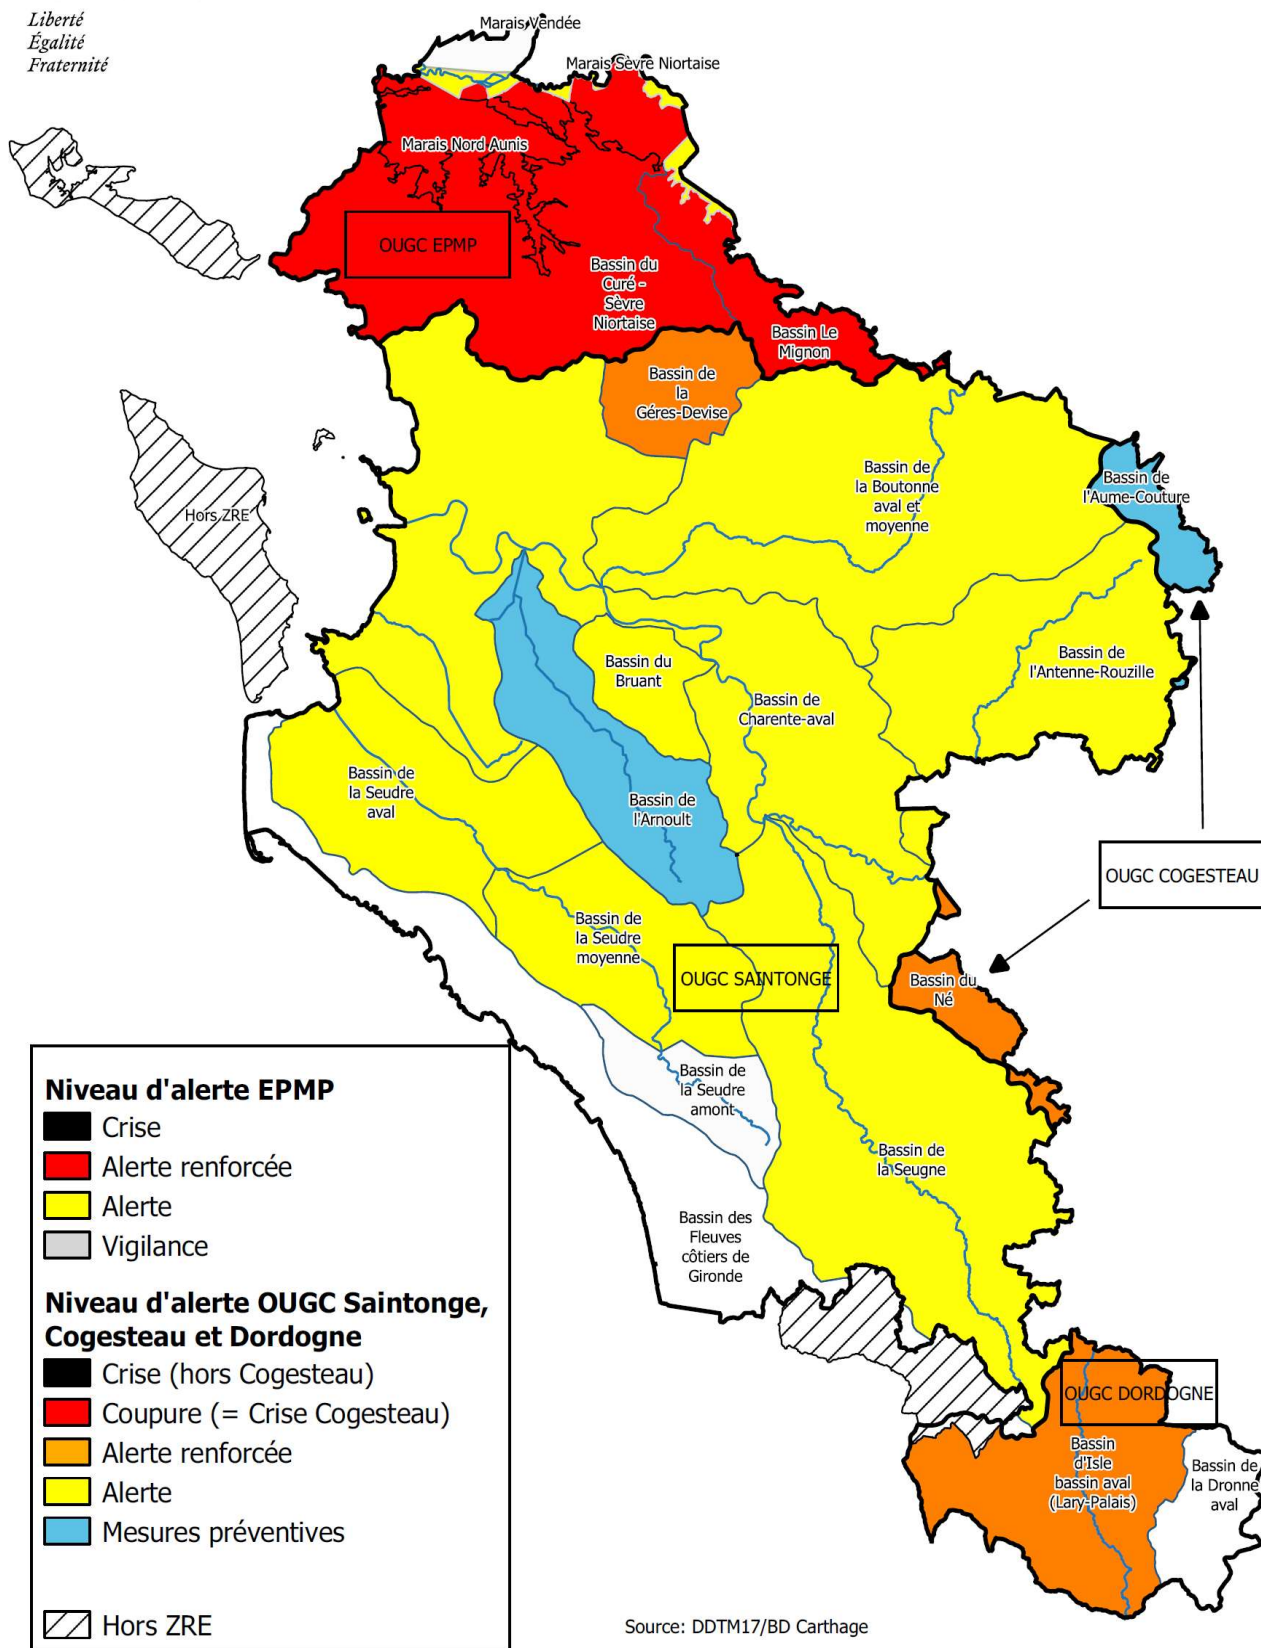 Liberté
Égalité
Fraternité
Marais Vendée
Marais Sèvre Niortaise
Marais Nord Aunis
OUGC EPMP
Bassin du
Curé -
Sèvre
Niortaise
Bassin Le
Mignon
Bassin de
la
Géres-Devise
Bassin de
la Boutonne
aval et
moyenne
Bassin de
l'Aume-Couture
Hors ZRE
Bassin du
Bruant
Bassin de
l'Antenne-Rouzille
Bassin de
Charente-aval
Bassin de
la Seudre
aval
Bassin de
l'Arnoult
OUGC COGESTEAU
Bassin de
la Seudre
moyenne
OUGC SAINTONGE
Bassin du
Né
Bassin de
la Seudre
amont
Bassin de
la Seugne
Bassin des
Fleuves
côtiers de
Gironde
OUGC DORDOGNE
Bassin
d'Isle
bassin aval
(Lary-Palais)
Bassin de
la Dronne
aval
Niveau d'alerte EPMP
Crise
Alerte renforcée
Alerte
Vigilance
Niveau d'alerte OUGC Saintonge,
Cogesteau et Dordogne
Crise (hors Cogesteau)
Coupure (= Crise Cogesteau)
Alerte renforcée
Alerte
Mesures préventives
Hors ZRE
Source: DDTM17/BD Carthage